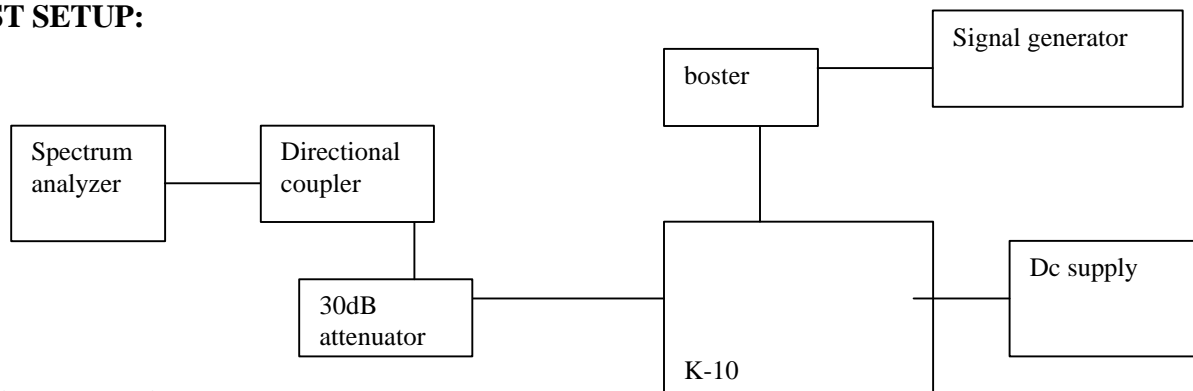 ST SETUP:
Signal generator
boster
Spectrum
analyzer
Directional
coupler
Dc supply
30dB
attenuator
K-10